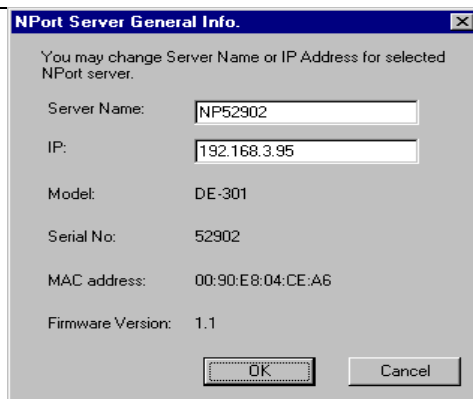 NPort Server General Info.
You may change Server Name or IP Address for selected
NPort server.
Server Name: NP52902
IP: 192.168.3.95
Model: DE-301
Serial No: 52902
MAC address: 00:90:E8:04:CE:A6
Firmware Version: 1.1
OK Cancel